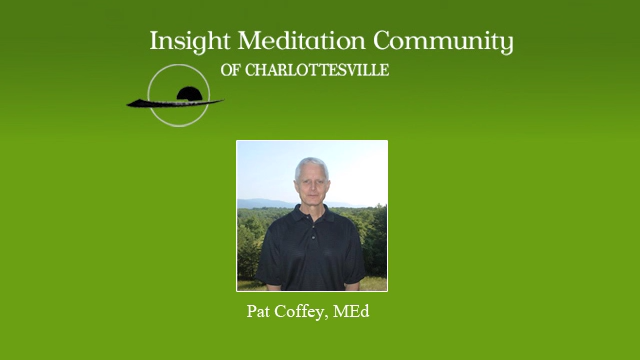 Insight Meditation Community
OF CHARLOTTESVILLE
Pat Coffey, MEd